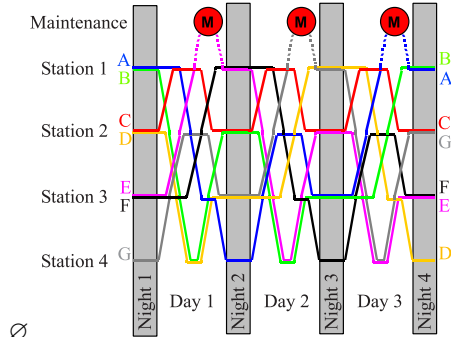 Maintenance M M M
Station 1 A B B A
Station 2 C D C G
Station 3 E F F E
Station 4 G D
Night 1 Day 1 Night 2 Day 2 Night 3 Day 3 Night 4
Ø